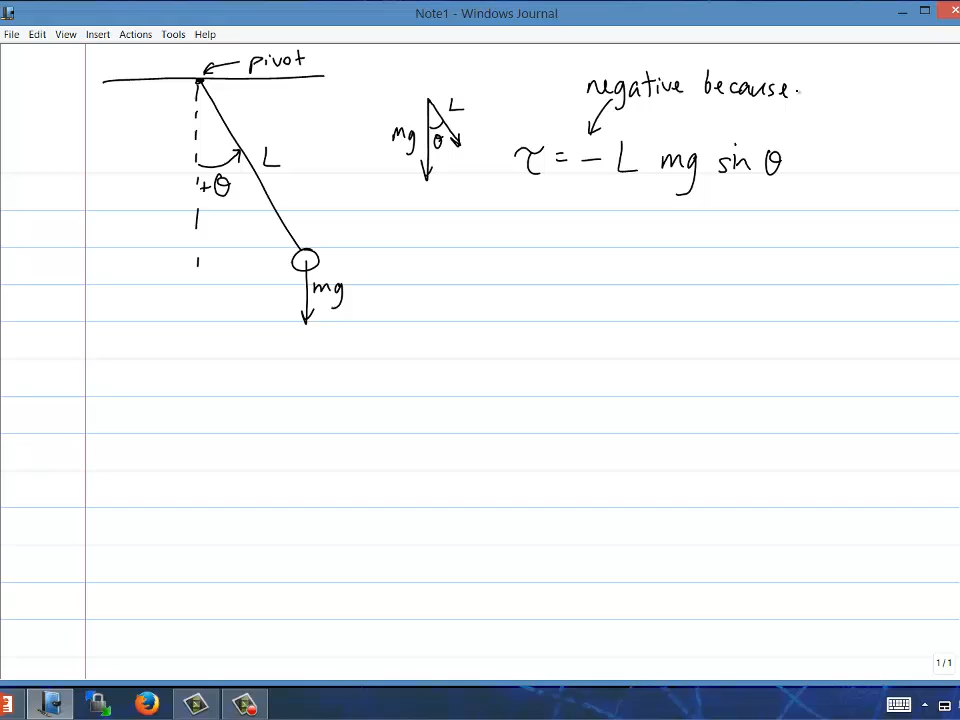 Note1 - Windows Journal
File Edit View Insert Actions Tools Help
pivot
negative because
L
mg
θ
τ = - L mg sin θ
L
+θ
mg
1/1